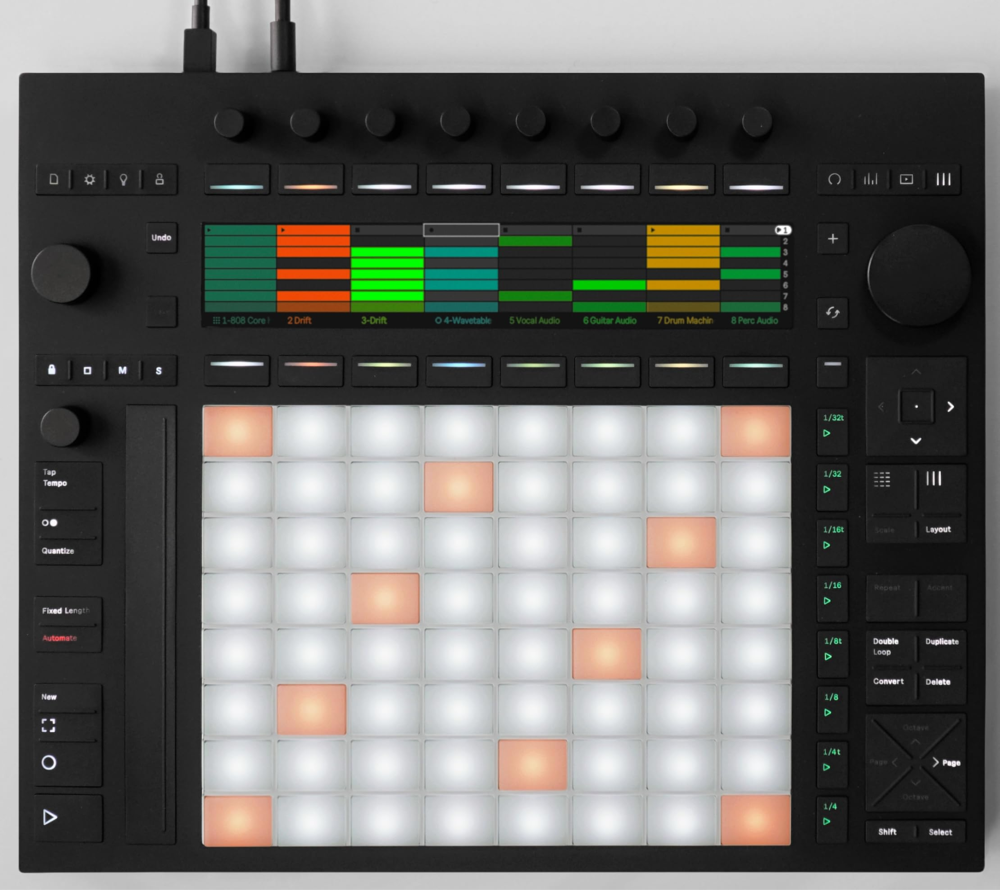 Undo
1
2
3
4
5
6
7
8
1-808 Core
2 Drift
3-Drift
4-Wavetable
5 Vocal Audio
6 Guitar Audio
7 Drum Machin
8 Perc Audio
M
S
Tap
Tempo
Quantize
Fixed Length
Automate
New
1/32t
1/32
1/16t
1/16
1/8t
1/8
1/4t
1/4
Scale
Layout
Repeat
Accent
Double
Loop
Duplicate
Convert
Delete
Octave
Page
Page
Octave
Shift
Select